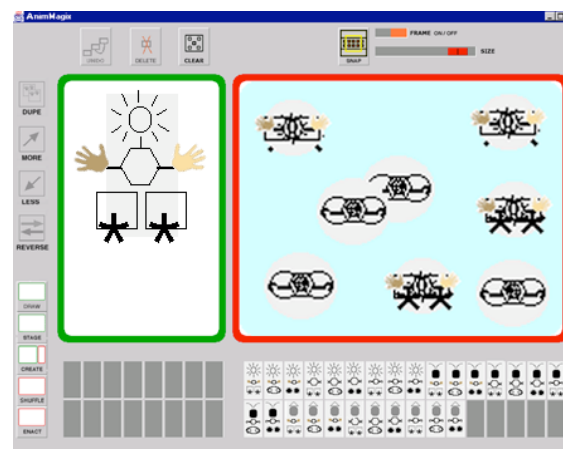 AnimMagix
UNDO
DELETE
CLEAR
SNAP
FRAME ON/OFF
SIZE
DUPE
MORE
LESS
REVERSE
DRAW
STAGE
CREATE
SHUFFLE
ENACT